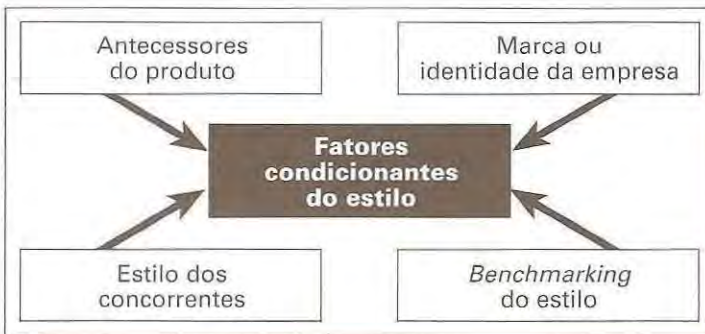 Antecessores
do produto
Marca ou
identidade da empresa
Fatores
condicionantes
do estilo
Estilo dos
concorrentes
Benchmarking
do estilo